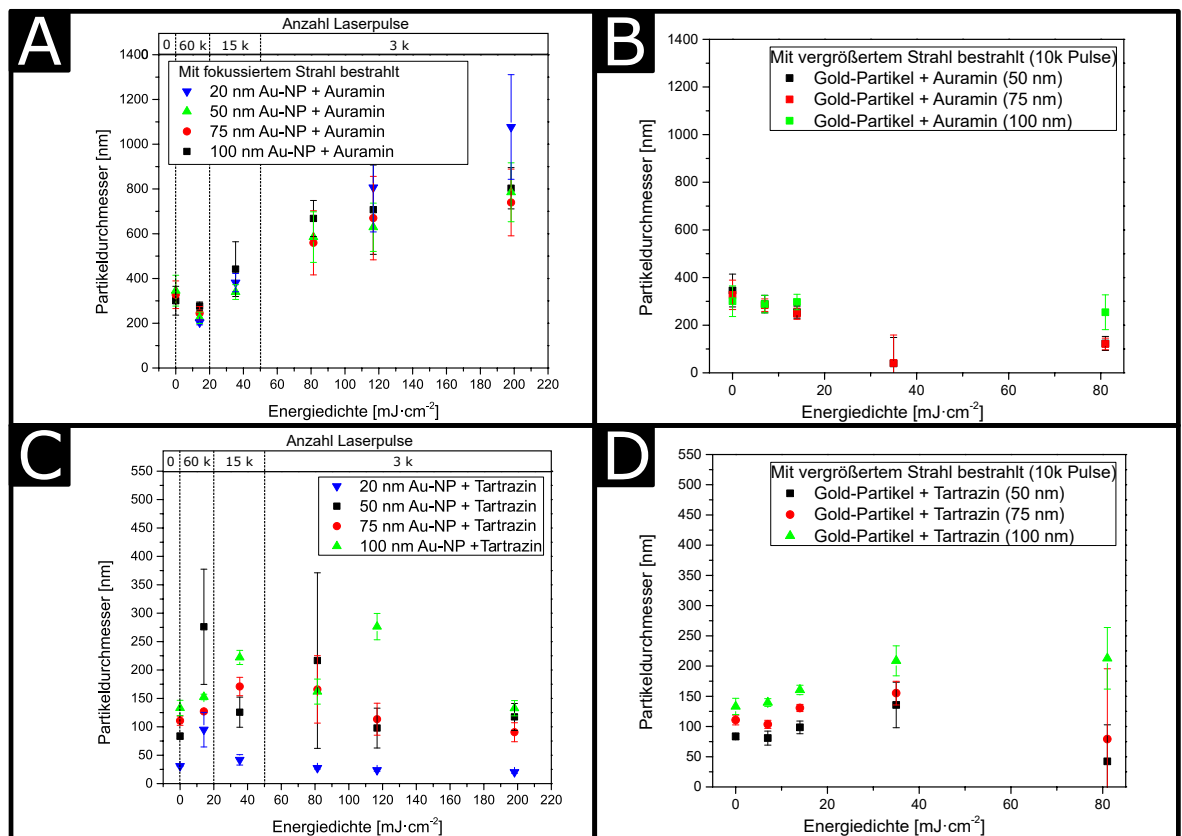 A
Anzahl Laserpulse
0 60 k 15 k 3 k
1400
1200
1000
800
600
400
200
0
Partikeldurchmesser [nm]
Mit fokussiertem Strahl bestrahlt
20 nm Au-NP + Auramin
50 nm Au-NP + Auramin
75 nm Au-NP + Auramin
100 nm Au-NP + Auramin
0 20 40 60 80 100 120 140 160 180 200 220
Energiedichte [mJ·cm-2]
B
1400
1200
1000
800
600
400
200
0
Partikeldurchmesser [nm]
Mit vergrößertem Strahl bestrahlt (10k Pulse)
Gold-Partikel + Auramin (50 nm)
Gold-Partikel + Auramin (75 nm)
Gold-Partikel + Auramin (100 nm)
0 20 40 60 80
Energiedichte [mJ·cm-2]
C
Anzahl Laserpulse
0 60 k 15 k 3 k
550
500
450
400
350
300
250
200
150
100
50
0
Partikeldurchmesser [nm]
20 nm Au-NP + Tartrazin
50 nm Au-NP + Tartrazin
75 nm Au-NP + Tartrazin
100 nm Au-NP +Tartrazin
0 20 40 60 80 100 120 140 160 180 200 220
Energiedichte [mJ·cm-2]
D
550
500
450
400
350
300
250
200
150
100
50
0
Partikeldurchmesser [nm]
Mit vergrößertem Strahl bestrahlt (10k Pulse)
Gold-Partikel + Tartrazin (50 nm)
Gold-Partikel + Tartrazin (75 nm)
Gold-Partikel + Tartrazin (100 nm)
0 20 40 60 80
Energiedichte [mJ·cm-2]